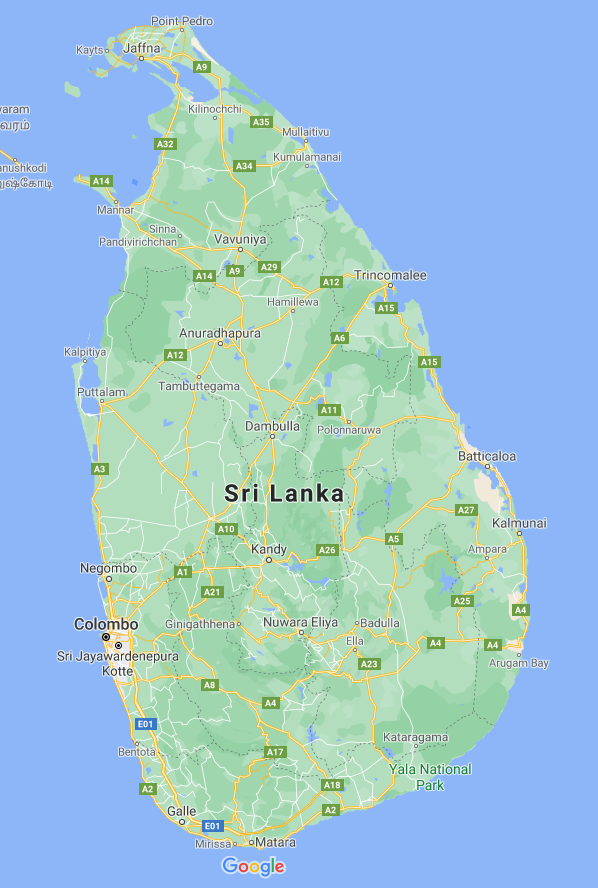 Point Pedro
Kayts
Jaffna
A9
Kilinochchi
A35
Mullaitivu
A32
Kumulamanai
A34
A14
Mannar
Sinna
Pandivirichchan
Vavuniya
A14
A9
A29
Trincomalee
A12
Hamillewa
A15
Anuradhapura
A6
Kalpitiya
A12
A15
Tambuttegama
Puttalam
A11
Dambulla
Polonnaruwa
Batticaloa
A3
Sri Lanka
A27
Kalmunai
A10
A5
Kandy
A26
Ampara
Negombo
A1
A21
A25
A4
Colombo
Ginigathhena
Nuwara Eliya
Badulla
Ella
A4
A4
Sri Jayawardenepura
Kotte
A23
Arugam Bay
A8
A4
E01
Kataragama
Bentota
A17
Yala National
Park
A18
A2
A2
Galle
E01
Mirissa
Matara
Google